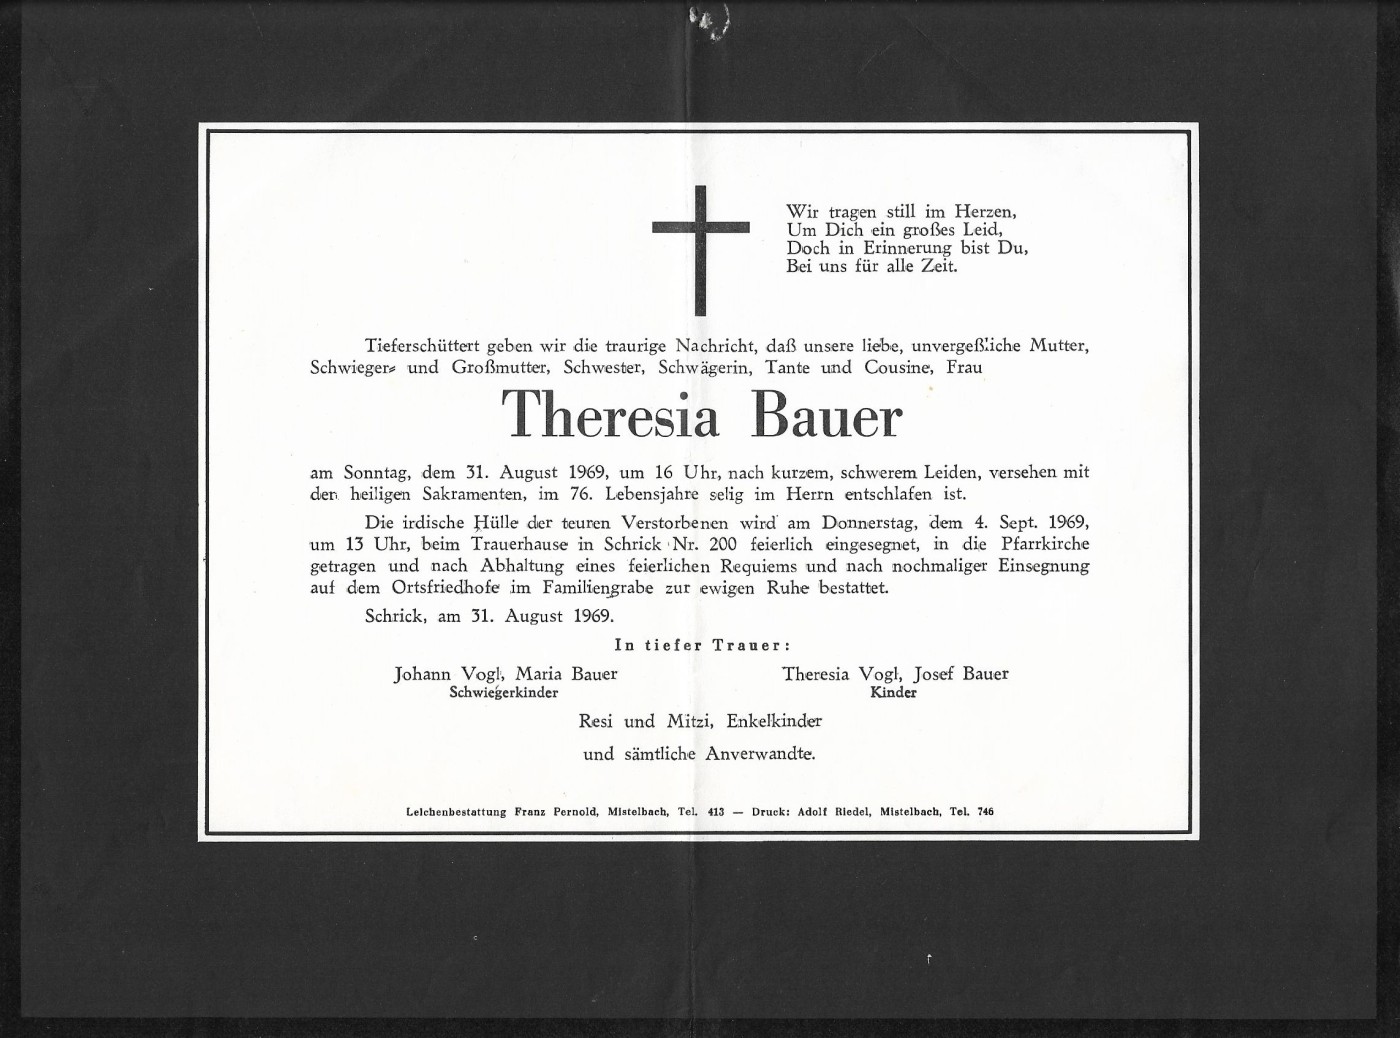 Wir tragen still im Herzen,
Um Dich ein großes Leid,
Doch in Erinnerung bist Du,
Bei uns für alle Zeit.
Tieferschüttert geben wir die traurige Nachricht, daß unsere liebe, unvergeßliche Mutter,
Schwieger- und Großmutter, Schwester, Schwägerin, Tante und Cousine, Frau
Theresia Bauer
am Sonntag, dem 31. August 1969, um 16 Uhr, nach kurzem, schwerem Leiden, versehen mit
den heiligen Sakramenten, im 76. Lebensjahre selig im Herrn entschlafen ist.
Die irdische Hülle der teuren Verstorbenen wird am Donnerstag, dem 4. Sept. 1969,
um 13 Uhr, beim Trauerhause in Schrick Nr. 200 feierlich eingesegnet, in die Pfarrkirche
getragen und nach Abhaltung eines feierlichen Requiems und nach nochmaliger Einsegnung
auf dem Ortsfriedhofe im Familiengrabe zur ewigen Ruhe bestattet.
Schrick, am 31. August 1969.
In tiefer Trauer:
Johann Vogl, Maria Bauer
Schwiegerkinder
Theresia Vogl, Josef Bauer
Kinder
Resi und Mitzi, Enkelkinder
und sämtliche Anverwandte.
Leichenbestattung Franz Pernold, Mistelbach, Tel. 413 — Druck: Adolf Riedel, Mistelbach, Tel. 746